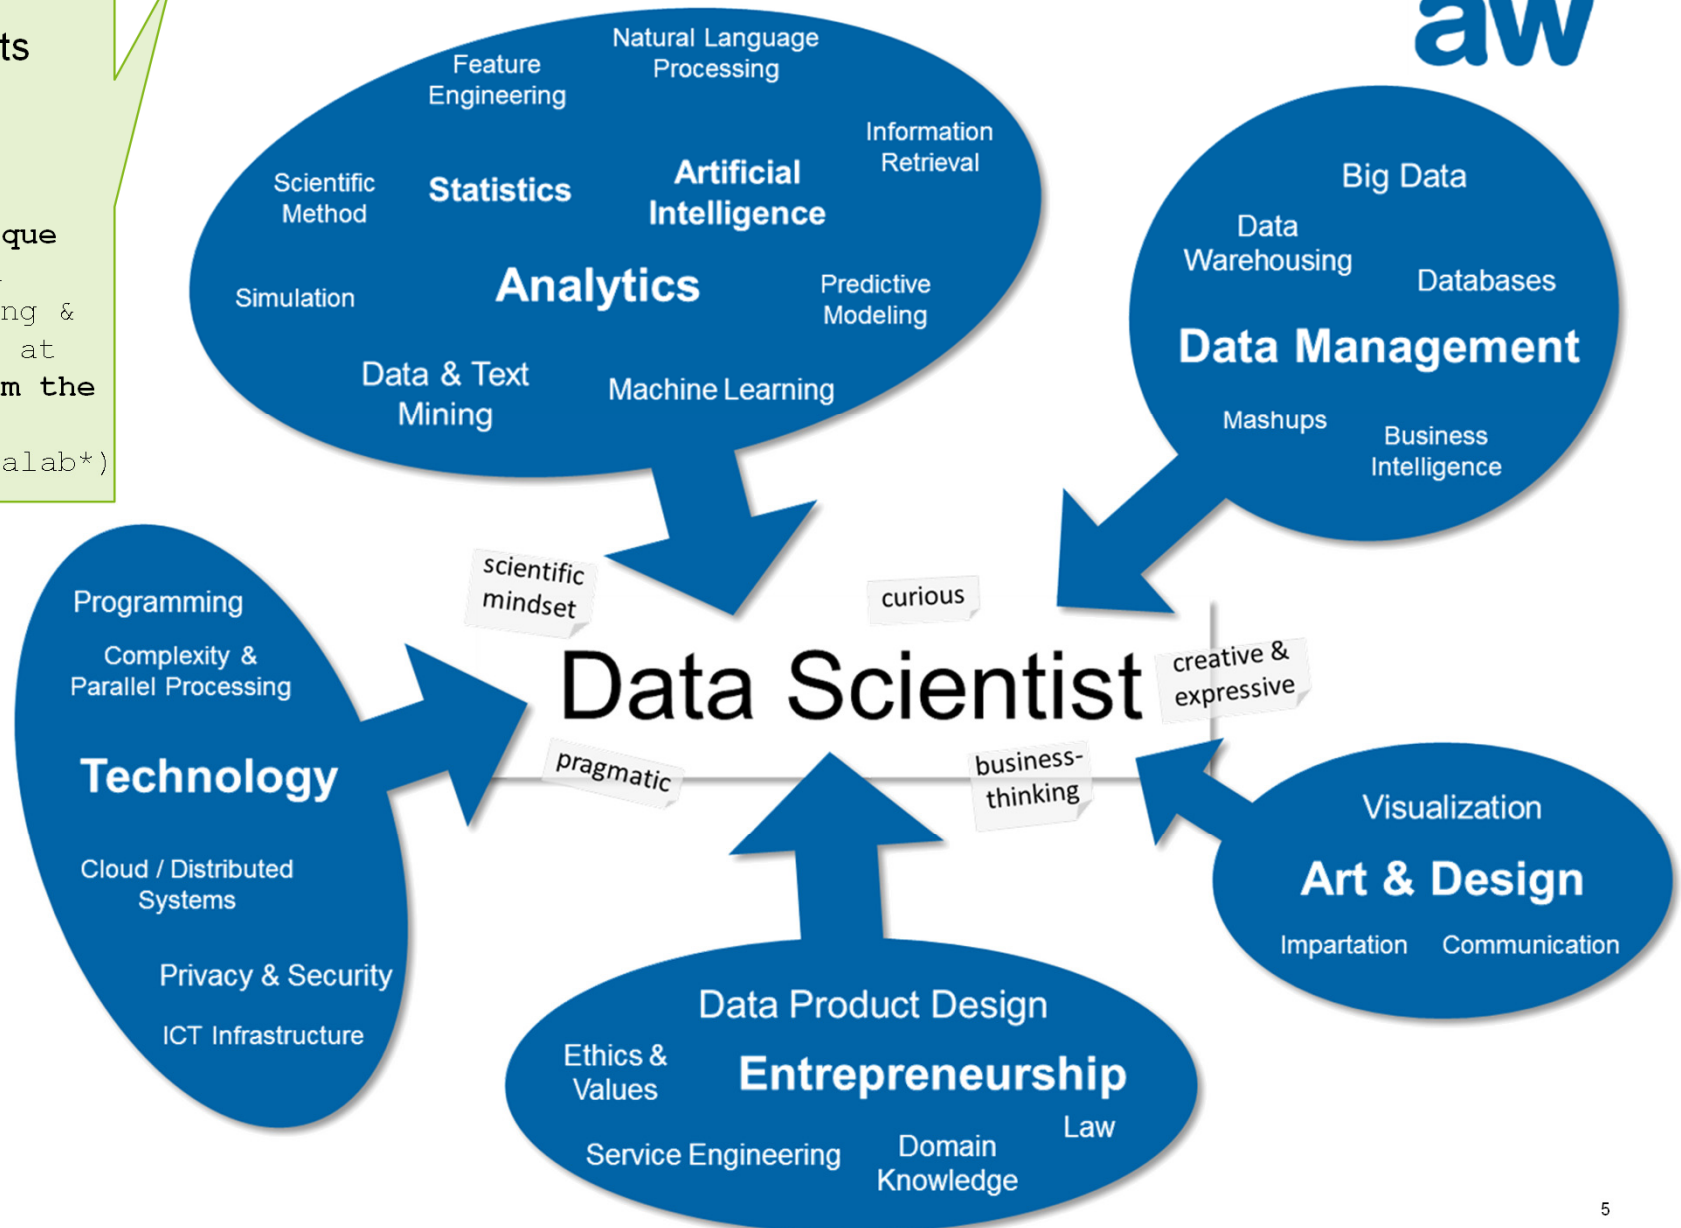 ts
que
ng &
at
m the
alab*)
aw
Natural Language
Processing
Feature
Engineering
Information
Retrieval
Scientific
Method
Statistics
Artificial
Intelligence
Simulation
Analytics
Predictive
Modeling
Data & Text
Mining
Machine Learning
Big Data
Data
Warehousing
Databases
Data Management
Mashups
Business
Intelligence
scientific
mindset
curious
Data Scientist
creative &
expressive
pragmatic
business-
thinking
Programming
Complexity &
Parallel Processing
Technology
Cloud / Distributed
Systems
Privacy & Security
ICT Infrastructure
Data Product Design
Ethics &
Values
Entrepreneurship
Law
Service Engineering
Domain
Knowledge
Visualization
Art & Design
Impartation Communication
5